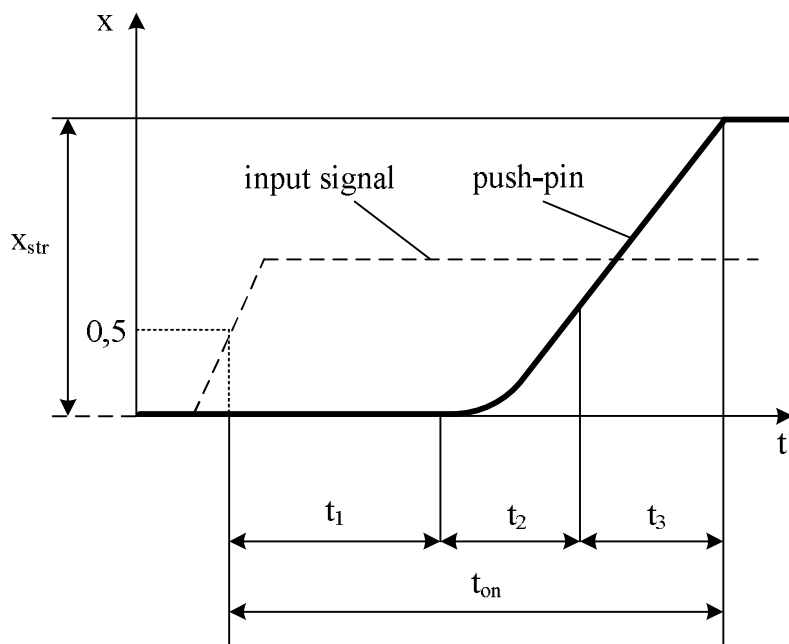 x
input signal
push-pin
x_str
0,5
t
t_1
t_2
t_3
t_on